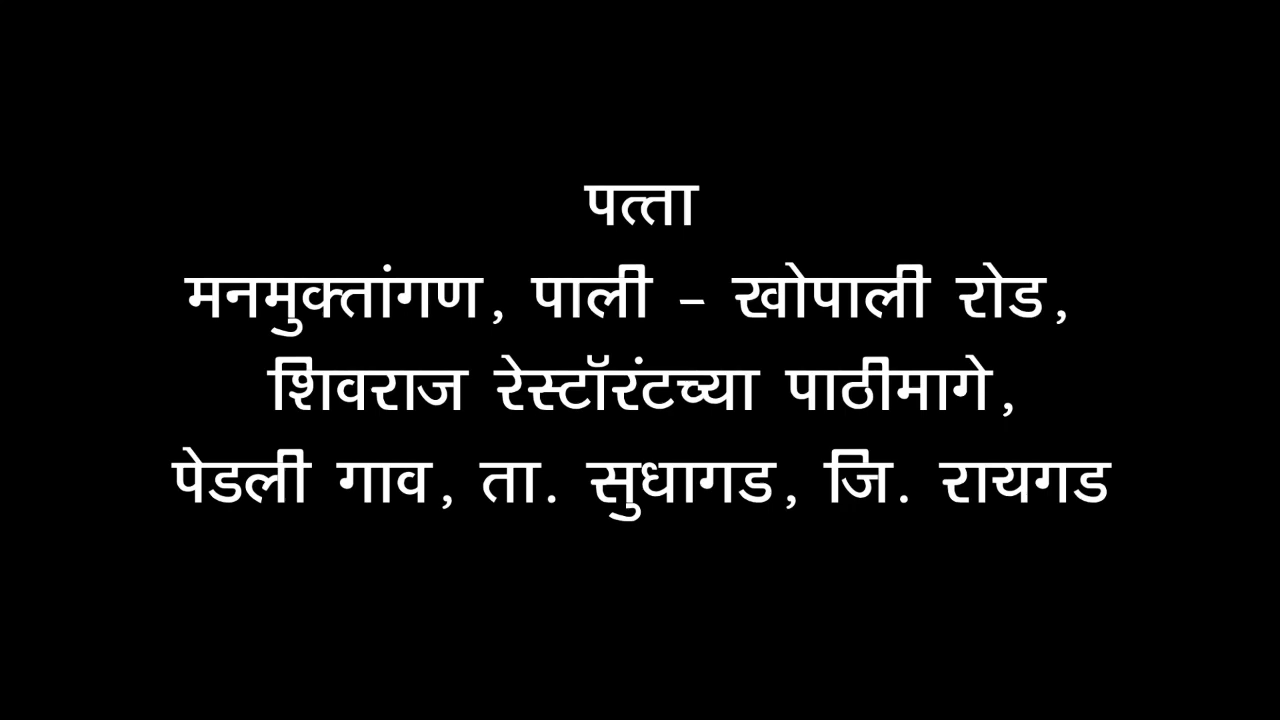 पत्ता
मनमुक्तांगण, पाली - खोपाली रोड,
शिवराज रेस्टॉरंटच्या पाठीमागे,
पेडली गाव, ता. सुधागड, जि. रायगड